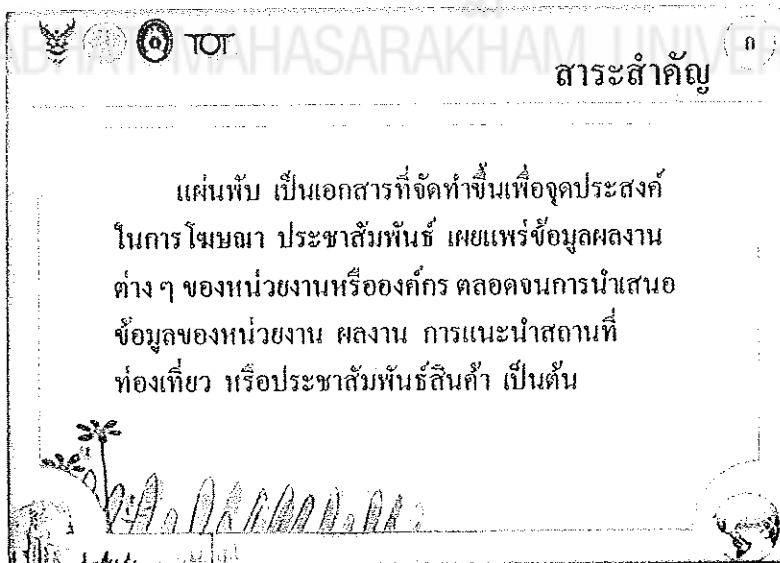 ABHAT MAHASARAKHAM UNIVER
TOT
ก
สาระสำคัญ
แผ่นพับ เป็นเอกสารที่จัดทำขึ้นเพื่อจุดประสงค์
ในการโฆษณา ประชาสัมพันธ์ เผยแพร่ข้อมูลผลงาน
ต่าง ๆ ของหน่วยงานหรือองค์กร ตลอดจนการนำเสนอ
ข้อมูลของหน่วยงาน ผลงาน การแนะนำสถานที่
ท่องเที่ยว หรือประชาสัมพันธ์สินค้า เป็นต้น